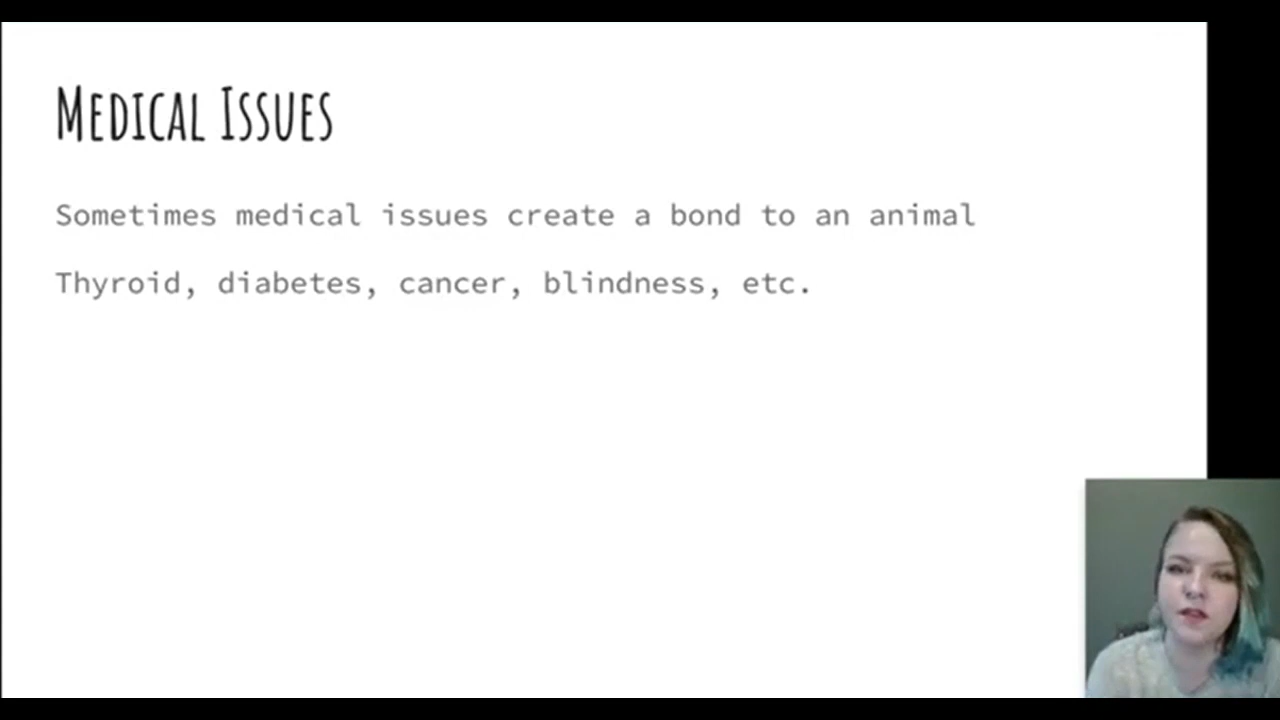 Medical Issues
Sometimes medical issues create a bond to an animal
Thyroid, diabetes, cancer, blindness, etc.